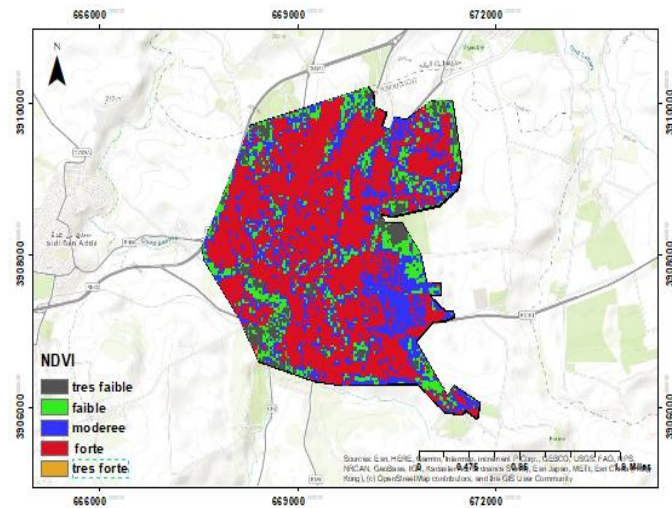 666000 669000 672000
3910000 3910000
N
3908000 3908000
3906000 3906000
NDVI
tres faible
faible
moderee
forte
tres forte
0 0.475 0.95 1.9 Miles
Sources: Esri, HERE, Garmin, Intermap, increment P Corp., GEBCO, USGS, FAO, NPS,
NRCAN, GeoBase, IGN, Kadaster NL, Ordnance Survey, Esri Japan, METI, Esri China (Hong
Kong), (c) OpenStreetMap contributors, and the GIS User Community
666000 669000 672000